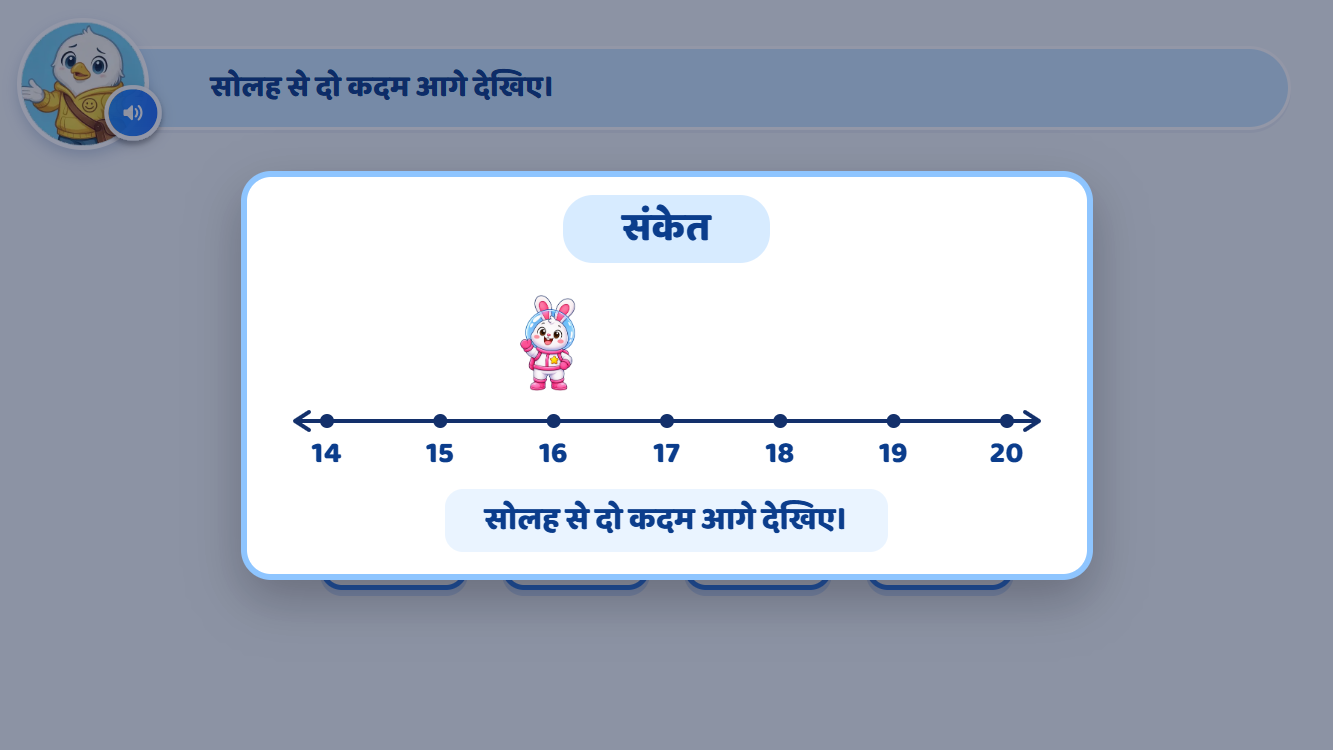 सोलह से दो कदम आगे देखिए।
संकेत
14 15 16 17 18 19 20
सोलह से दो कदम आगे देखिए।